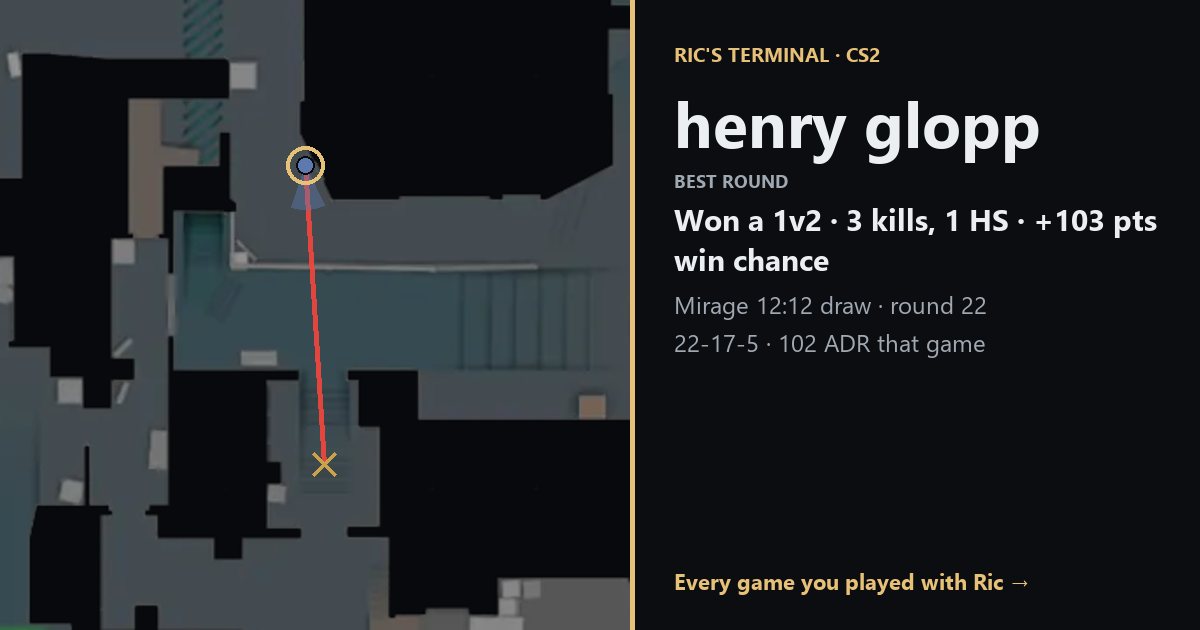 RIC'S TERMINAL · CS2
henry glopp
BEST ROUND
Won a 1v2 · 3 kills, 1 HS · +103 pts
win chance
Mirage 12:12 draw · round 22
22-17-5 · 102 ADR that game
Every game you played with Ric →